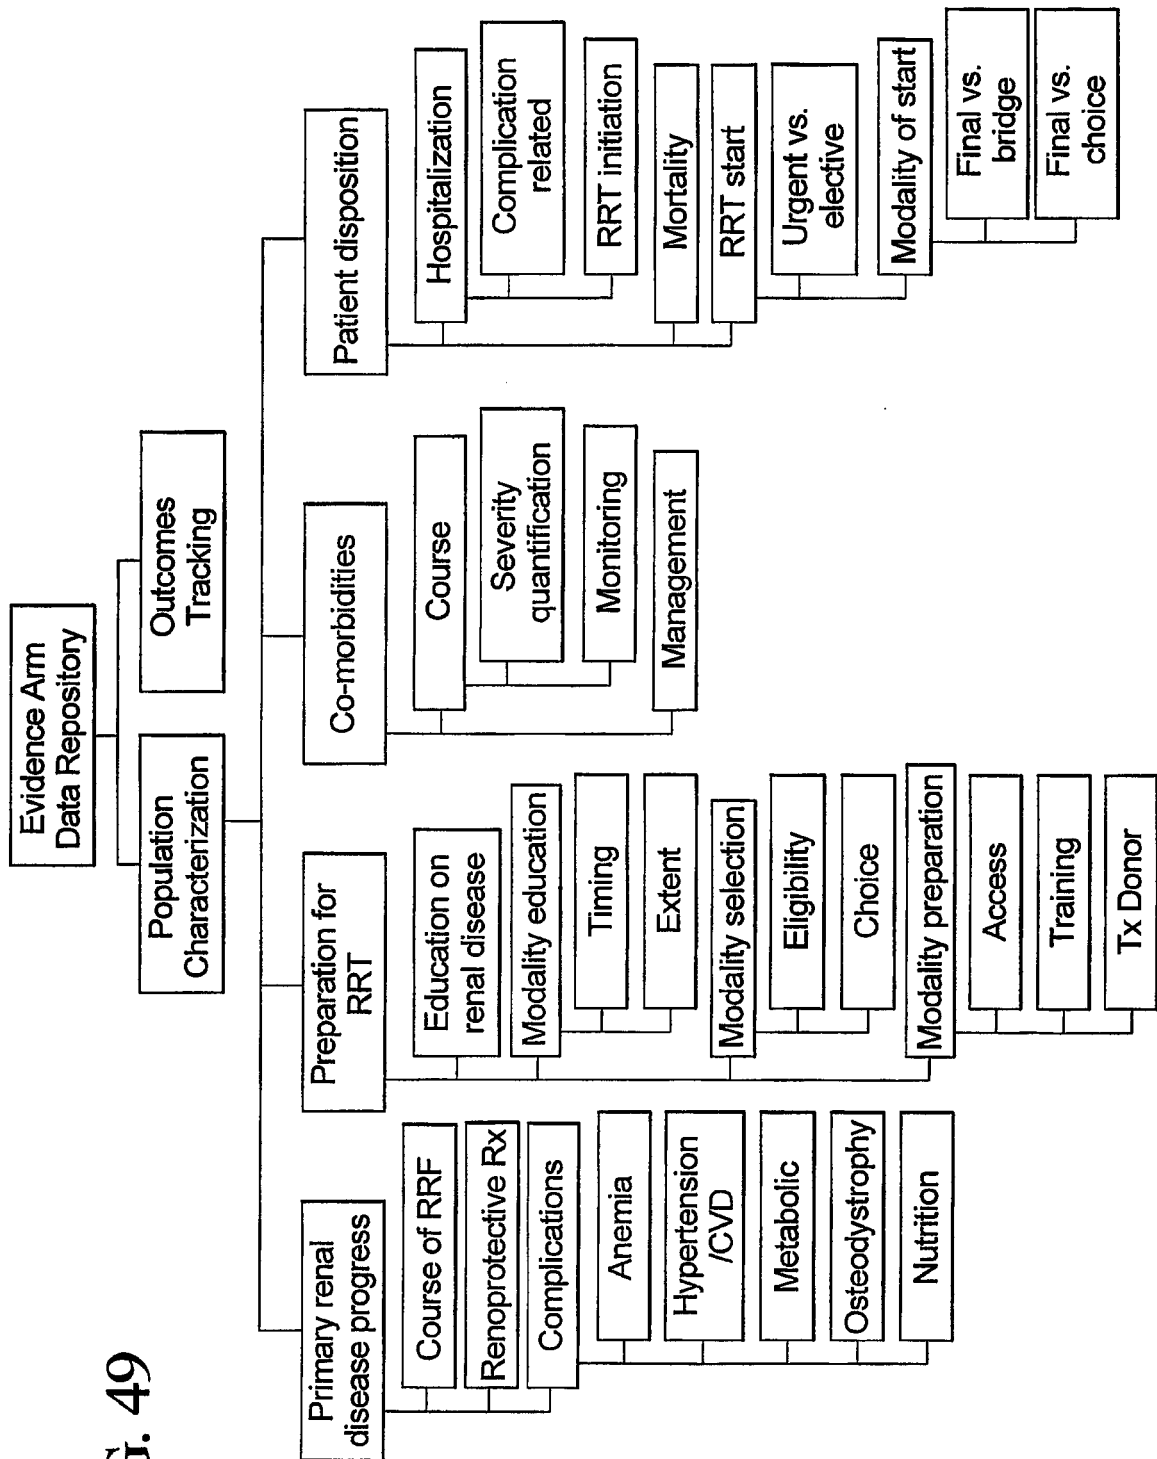 Evidence Arm
Data Repository
Population
Characterization
Outcomes
Tracking
Primary renal
disease progress
Course of RRF
Renoprotective Rx
Complications
Anemia
Hypertension
/CVD
Metabolic
Osteodystrophy
Nutrition
Preparation for
RRT
Education on
renal disease
Modality education
Timing
Extent
Modality selection
Eligibility
Choice
Modality preparation
Access
Training
Tx Donor
Co-morbidities
Course
Severity
quantification
Monitoring
Management
Patient disposition
Hospitalization
Complication
related
RRT initiation
Mortality
RRT start
Urgent vs.
elective
Modality of start
Final vs.
bridge
Final vs.
choice
49